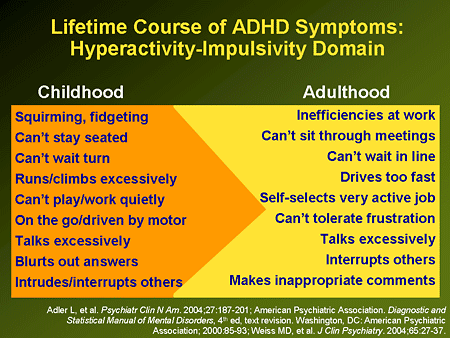 Lifetime Course of ADHD Symptoms:
Hyperactivity-Impulsivity Domain
Childhood
Squirming, fidgeting
Can't stay seated
Can't wait turn
Runs/climbs excessively
Can't play/work quietly
On the go/driven by motor
Talks excessively
Blurts out answers
Intrudes/interrupts others
Adulthood
Inefficiencies at work
Can't sit through meetings
Can't wait in line
Drives too fast
Self-selects very active job
Can't tolerate frustration
Talks excessively
Interrupts others
Makes inappropriate comments
Adler L, et al. Psychiatr Clin N Am. 2004;27:187-201; American Psychiatric Association. Diagnostic and
Statistical Manual of Mental Disorders, 4th ed, text revision. Washington, DC: American Psychiatric
Association; 2000:85-93; Weiss MD, et al. J Clin Psychiatry. 2004;65:27-37.